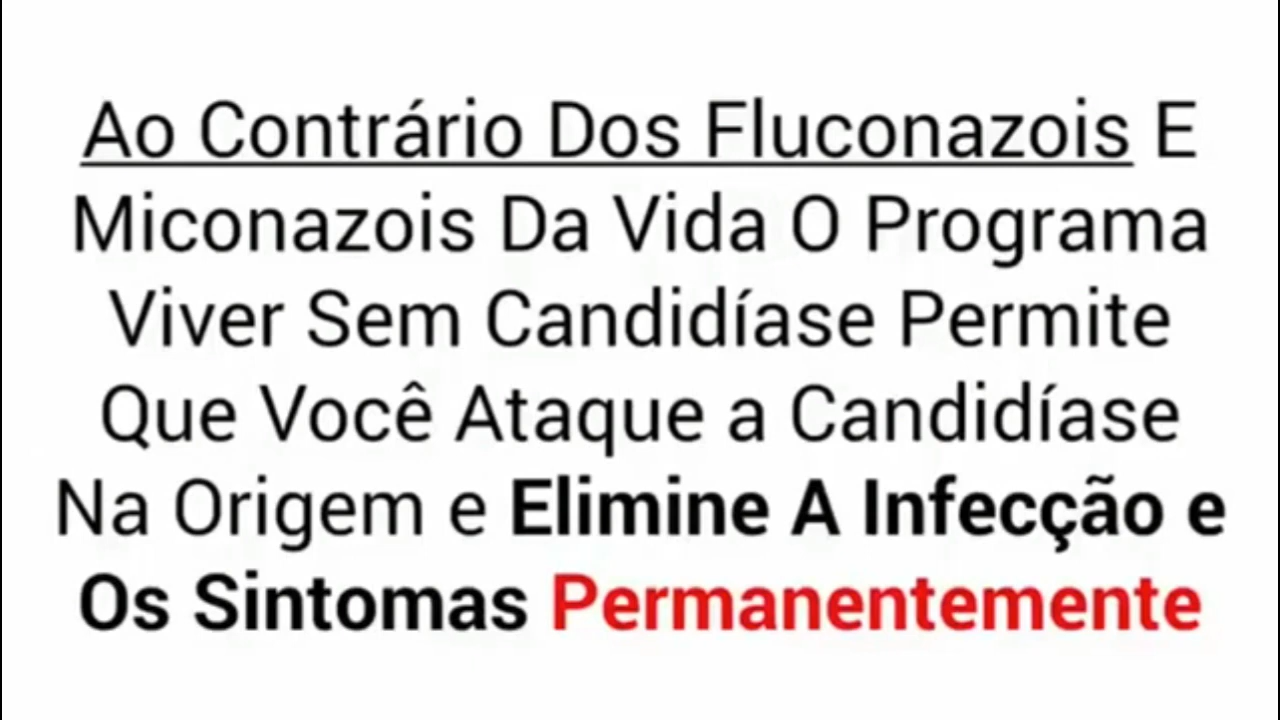 Ao Contrário Dos Fluconazois E
Miconazois Da Vida O Programa
Viver Sem Candidíase Permite
Que Você Ataque a Candidíase
Na Origem e Elimine A Infecção e
Os Sintomas Permanentemente